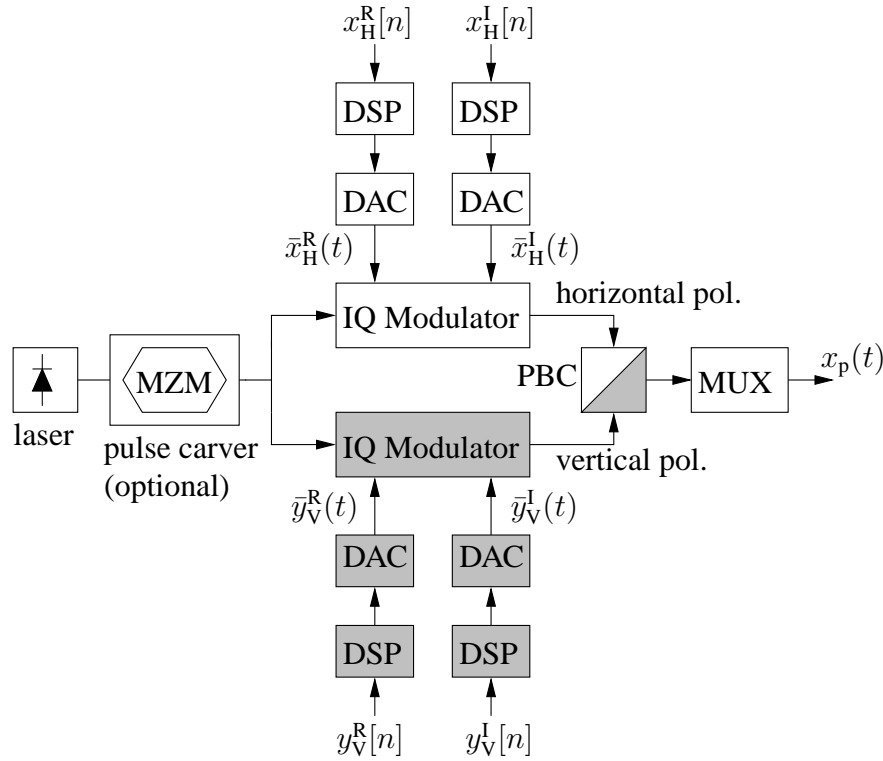 x_H^R[n] x_H^I[n]
DSP DSP
DAC DAC
x̄_H^R(t) x̄_H^I(t)
IQ Modulator
horizontal pol.
MZM
PBC
MUX
x_p(t)
laser
pulse carver
(optional)
IQ Modulator
vertical pol.
ȳ_V^R(t) ȳ_V^I(t)
DAC DAC
DSP DSP
y_V^R[n] y_V^I[n]